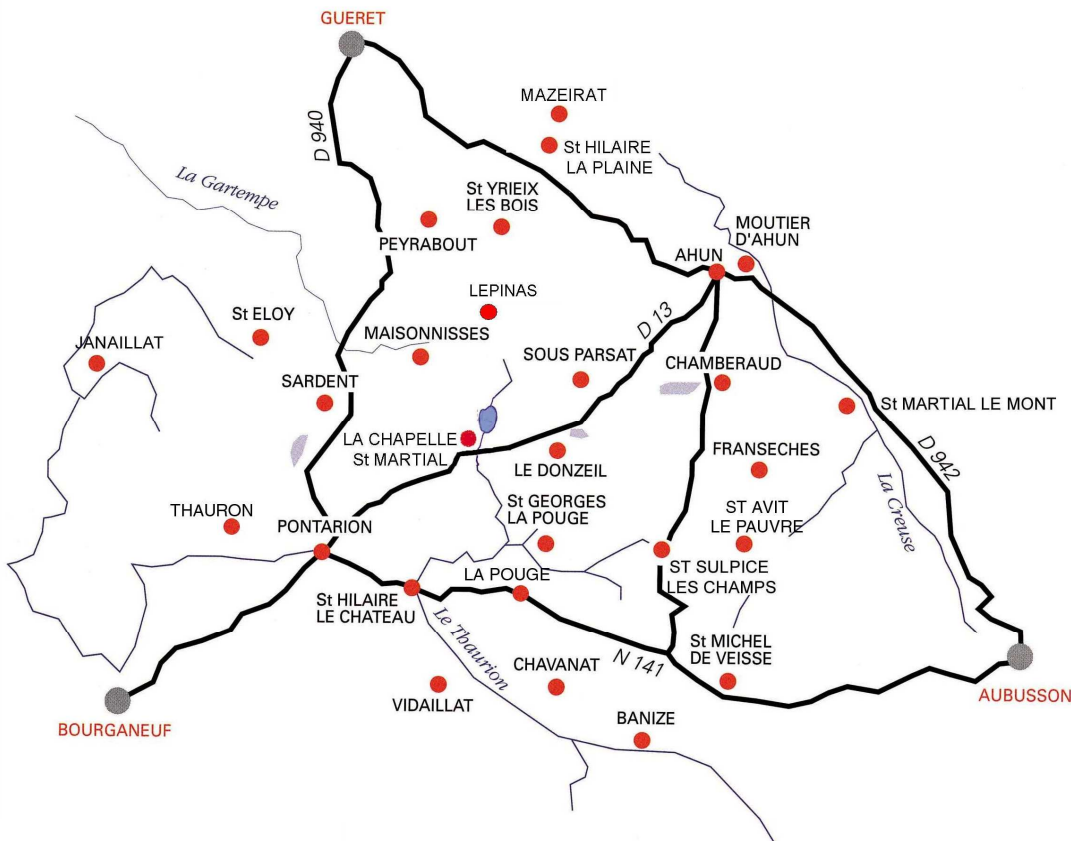 GUERET
MAZEIRAT
D 940
St HILAIRE
LA PLAINE
La Gartempe
St YRIEIX
LES BOIS
MOUTIER
D'AHUN
PEYRABOUT
AHUN
LEPINAS
St ELOY
D 13
MAISONNISSES
JANAILLAT
SOUS PARSAT
CHAMBERAUD
SARDENT
St MARTIAL LE MONT
LA CHAPELLE
St MARTIAL
D 942
LE DONZEIL
FRANSECHES
La Creuse
THAURON
St GEORGES
LA POUGE
ST AVIT
LE PAUVRE
PONTARION
ST SULPICE
LES CHAMPS
LA POUGE
St HILAIRE
LE CHATEAU
Le Thaurion
St MICHEL
DE VEISSE
N 141
CHAVANAT
AUBUSSON
VIDAILLAT
BOURGANEUF
BANIZE